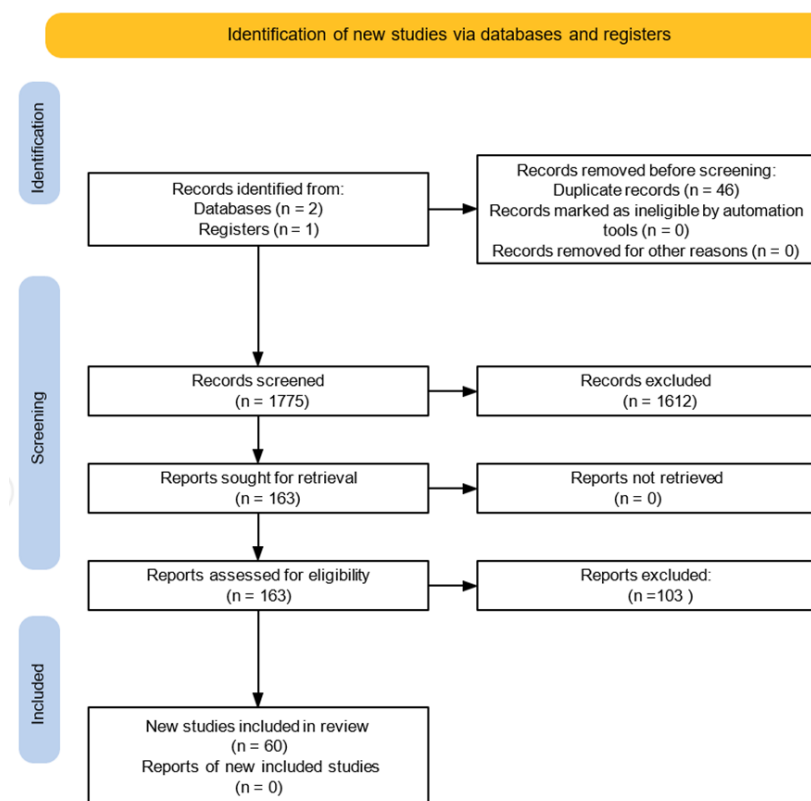 Identification of new studies via databases and registers
Identification
Records identified from:
Databases (n = 2)
Registers (n = 1)
Records removed before screening:
Duplicate records (n = 46)
Records marked as ineligible by automation
tools (n = 0)
Records removed for other reasons (n = 0)
Screening
Records screened
(n = 1775)
Records excluded
(n = 1612)
Reports sought for retrieval
(n = 163)
Reports not retrieved
(n = 0)
Reports assessed for eligibility
(n = 163)
Reports excluded:
(n =103 )
Included
New studies included in review
(n = 60)
Reports of new included studies
(n = 0)